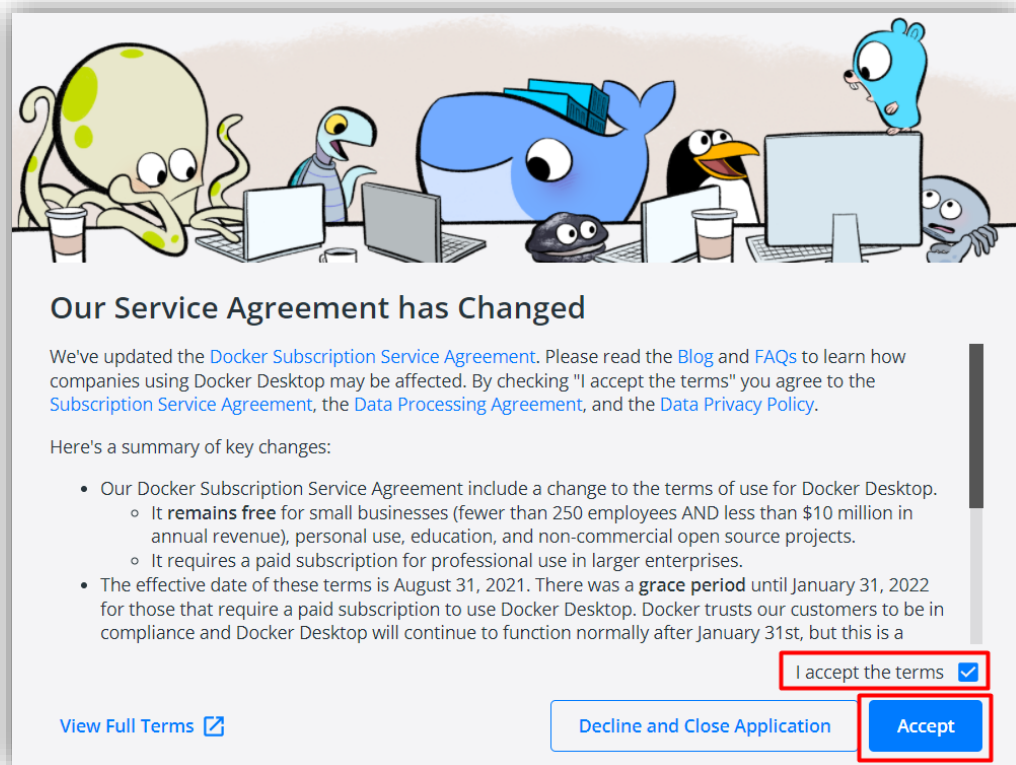 Our Service Agreement has Changed
We've updated the Docker Subscription Service Agreement. Please read the Blog and FAQs to learn how
companies using Docker Desktop may be affected. By checking "I accept the terms" you agree to the
Subscription Service Agreement, the Data Processing Agreement, and the Data Privacy Policy.
Here's a summary of key changes:
• Our Docker Subscription Service Agreement include a change to the terms of use for Docker Desktop.
◦ It remains free for small businesses (fewer than 250 employees AND less than $10 million in
annual revenue), personal use, education, and non-commercial open source projects.
◦ It requires a paid subscription for professional use in larger enterprises.
• The effective date of these terms is August 31, 2021. There was a grace period until January 31, 2022
for those that require a paid subscription to use Docker Desktop. Docker trusts our customers to be in
compliance and Docker Desktop will continue to function normally after January 31st, but this is a
I accept the terms
View Full Terms
Decline and Close Application
Accept